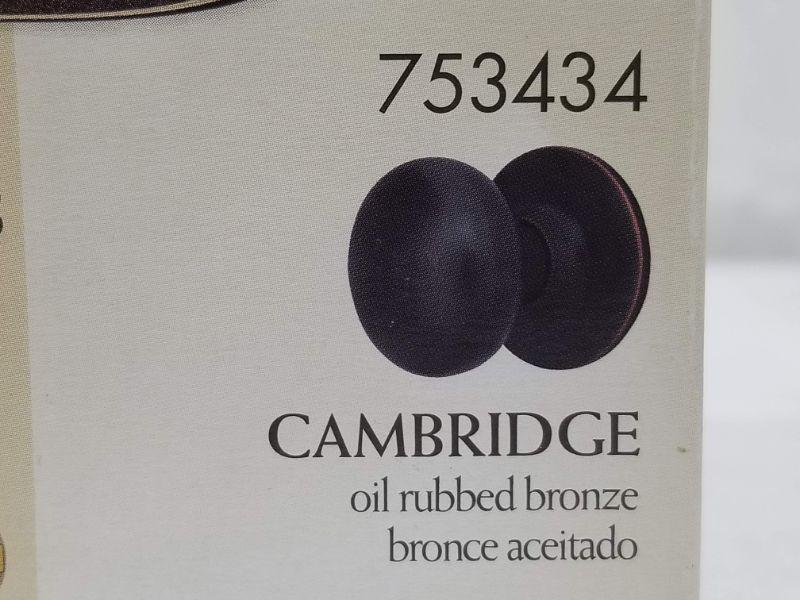 753434
CAMBRIDGE
oil rubbed bronze
bronce aceitado